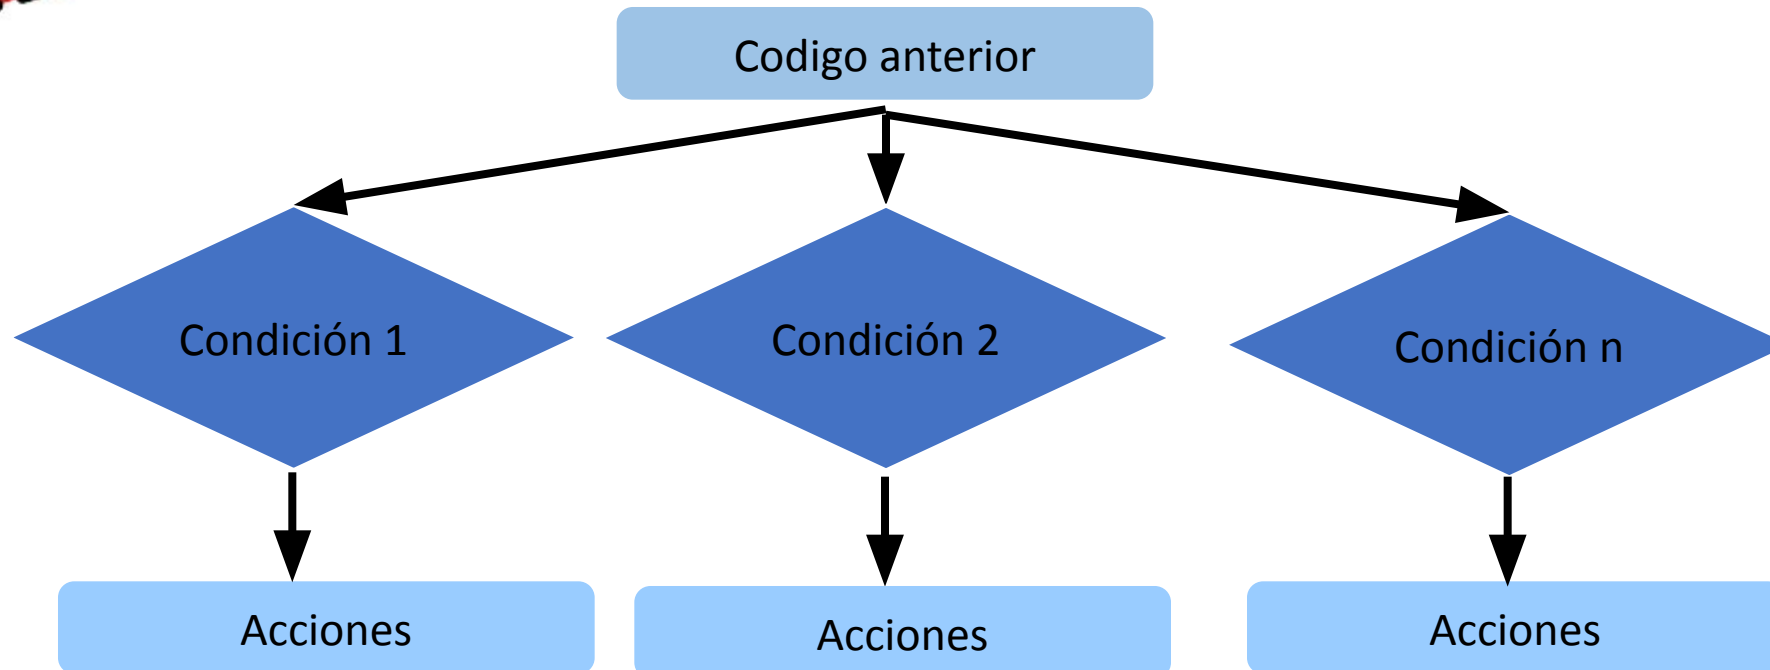 Codigo anterior
Condición 1
Condición 2
Condición n
Acciones
Acciones
Acciones